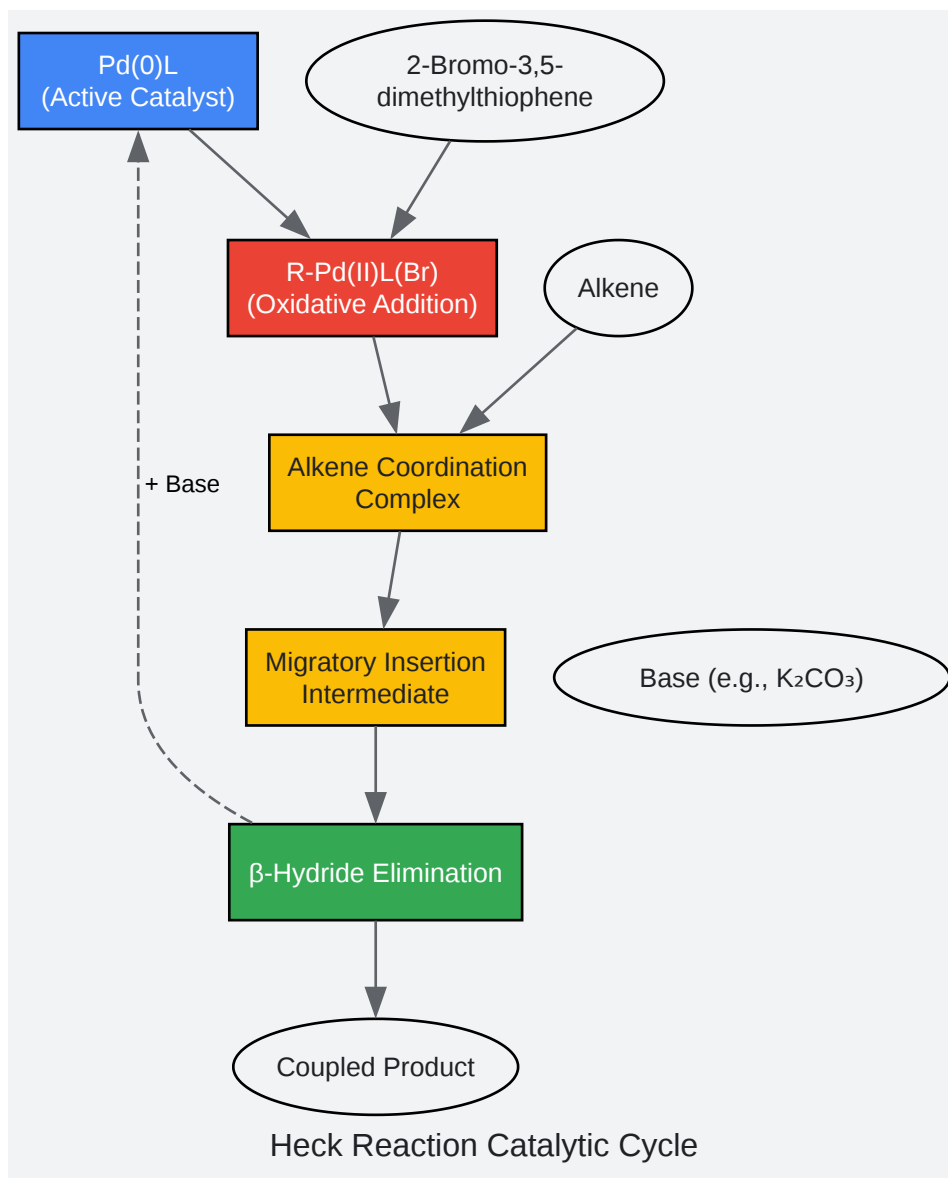 Pd(0)L
(Active Catalyst)
2-Bromo-3,5-
dimethylthiophene
R-Pd(II)L(Br)
(Oxidative Addition)
Alkene
Alkene Coordination
Complex
+ Base
Migratory Insertion
Intermediate
Base (e.g., K₂CO₃)
β-Hydride Elimination
Coupled Product
Heck Reaction Catalytic Cycle